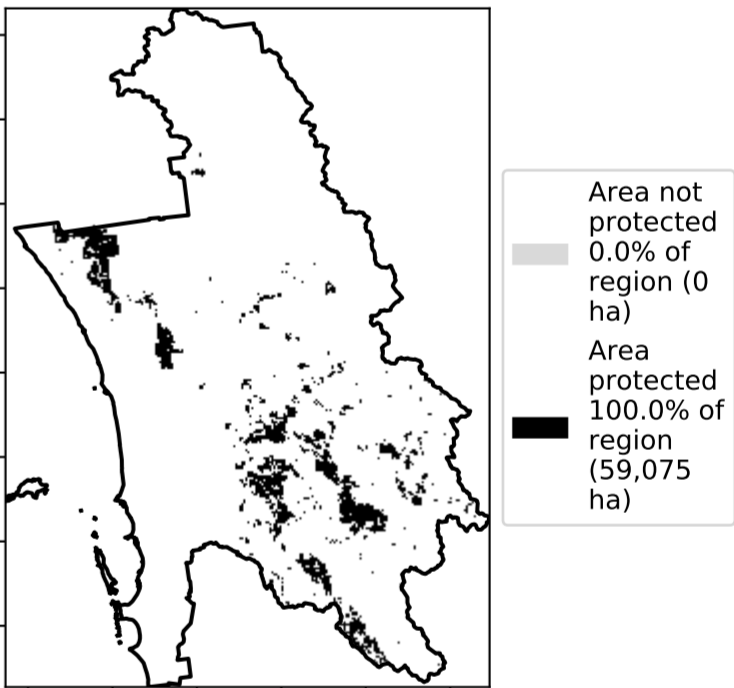 Area not
protected
0.0% of
region (0
ha)
Area
protected
100.0% of
region
(59,075
ha)